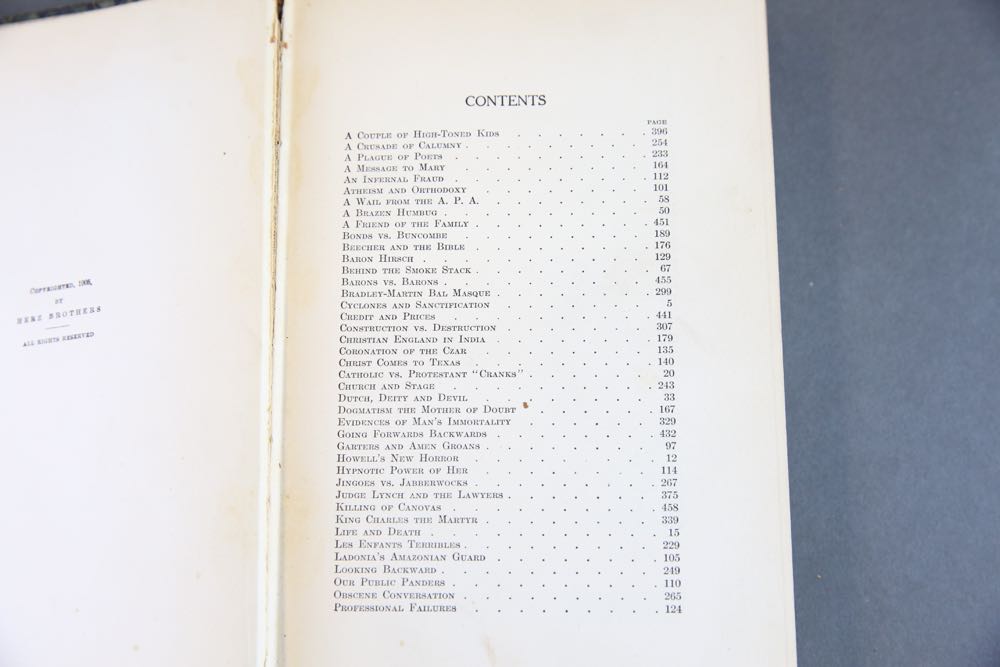 COPYRIGHTED, 1908,
BY
HERZ BROTHERS
ALL RIGHTS RESERVED
CONTENTS
PAGE
A COUPLE OF HIGH-TONED KIDS . . . . . . . 396
A CRUSADE OF CALUMNY . . . . . . . . 254
A PLAGUE OF POETS . . . . . . . . 233
A MESSAGE TO MARY . . . . . . . . 164
AN INFERNAL FRAUD . . . . . . . . 112
ATHEISM AND ORTHODOXY . . . . . . . 101
A WAIL FROM THE A. P. A. . . . . . . . 58
A BRAZEN HUMBUG . . . . . . . . . 50
A FRIEND OF THE FAMILY . . . . . . . . 451
BONDS VS. BUNCOMBE . . . . . . . . 189
BEECHER AND THE BIBLE . . . . . . . . 176
BARON HIRSCH . . . . . . . . . 129
BEHIND THE SMOKE STACK . . . . . . . . 67
BARONS VS. BARONS . . . . . . . . . 455
BRADLEY-MARTIN BAL MASQUE . . . . . . . 299
CYCLONES AND SANCTIFICATION . . . . . . 5
CREDIT AND PRICES . . . . . . . . 441
CONSTRUCTION VS. DESTRUCTION . . . . . . . 307
CHRISTIAN ENGLAND IN INDIA . . . . . . . 179
CORONATION OF THE CZAR . . . . . . . . 135
CHRIST COMES TO TEXAS . . . . . . . . 140
CATHOLIC VS. PROTESTANT "CRANKS" . . . . . . 20
CHURCH AND STAGE . . . . . . . . 243
DUTCH, DEITY AND DEVIL . . . . . . . 33
DOGMATISM THE MOTHER OF DOUBT . . . . . . 167
EVIDENCES OF MAN'S IMMORTALITY . . . . . . 329
GOING FORWARDS BACKWARDS . . . . . . . 432
GARTERS AND AMEN GROANS . . . . . . . . 97
HOWELL'S NEW HORROR . . . . . . . . 12
HYPNOTIC POWER OF HER . . . . . . . 114
JINGOES VS. JABBERWOCKS . . . . . . . . 267
JUDGE LYNCH AND THE LAWYERS . . . . . . . 375
KILLING OF CANOVAS . . . . . . . . 458
KING CHARLES THE MARTYR . . . . . . . 339
LIFE AND DEATH . . . . . . . . . 15
LES ENFANTS TERRIBLES . . . . . . . . 229
LADONIA'S AMAZONIAN GUARD . . . . . . . 105
LOOKING BACKWARD . . . . . . . . . 249
OUR PUBLIC PANDERS . . . . . . . . 110
OBSCENE CONVERSATION . . . . . . . . 265
PROFESSIONAL FAILURES . . . . . . . . 124